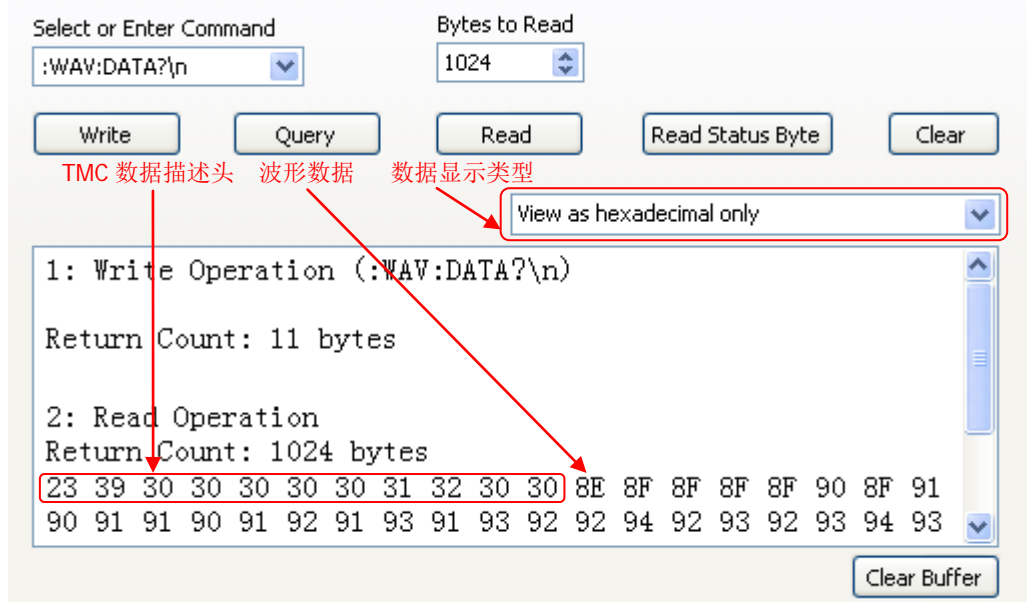 Select or Enter Command
Bytes to Read
:WAV:DATA?\n
1024
Write
Query
Read
Read Status Byte
Clear
TMC 数据描述头
波形数据
数据显示类型
View as hexadecimal only
1: Write Operation (:WAV:DATA?\n)
Return Count: 11 bytes
2: Read Operation
Return Count: 1024 bytes
23 39 30 30 30 30 30 31 32 30 30 8E 8F 8F 8F 8F 90 8F 91
90 91 91 90 91 92 91 93 91 93 92 92 94 92 93 92 93 94 93
Clear Buffer